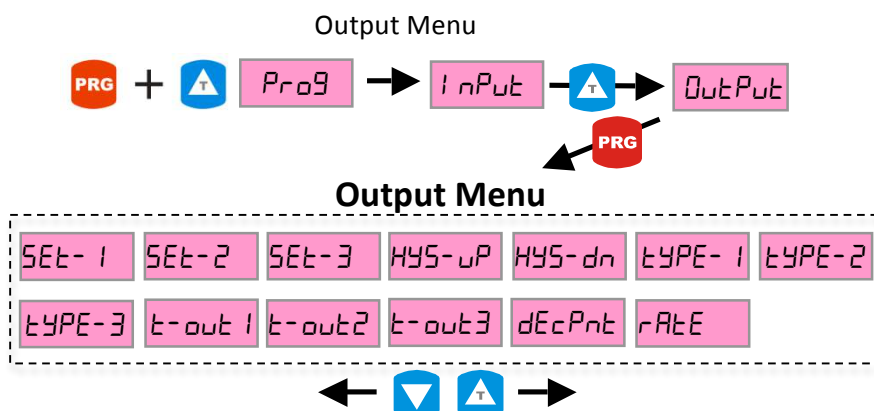 Output Menu
PRG + T Prog InPut T OutPut
PRG
Output Menu
SEt-1 SEt-2 SEt-3 HYS-uP HYS-dn tYPE-1 tYPE-2
tYPE-3 t-out1 t-out2 t-out3 dEcPnt rAtE
T